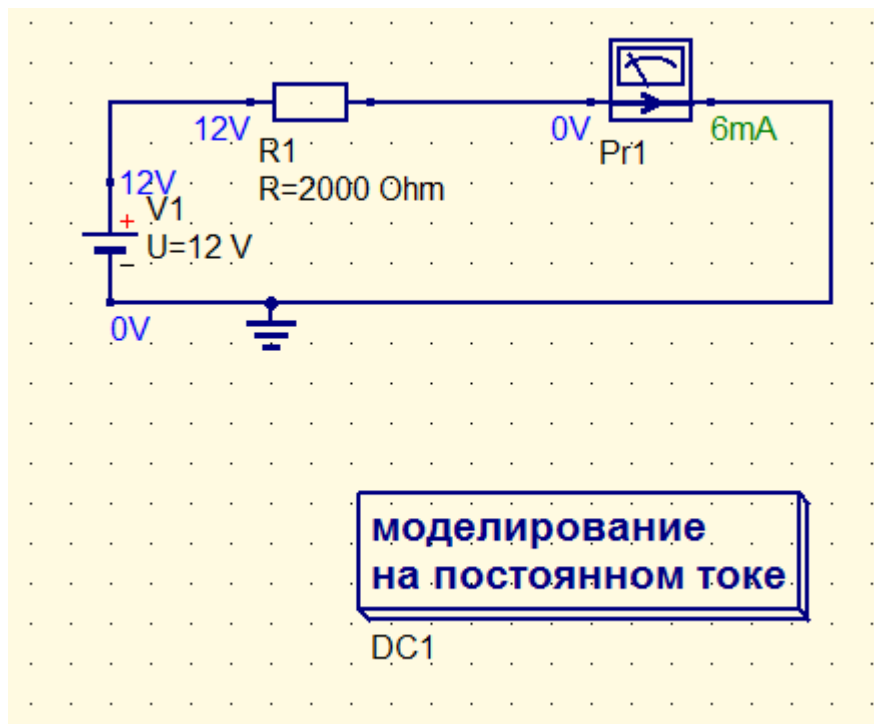 12V
0V
6mA
R1
Pr1
R=2000 Ohm
12V
+
V1
U=12 V
−
0V
моделирование
на постоянном токе
DC1